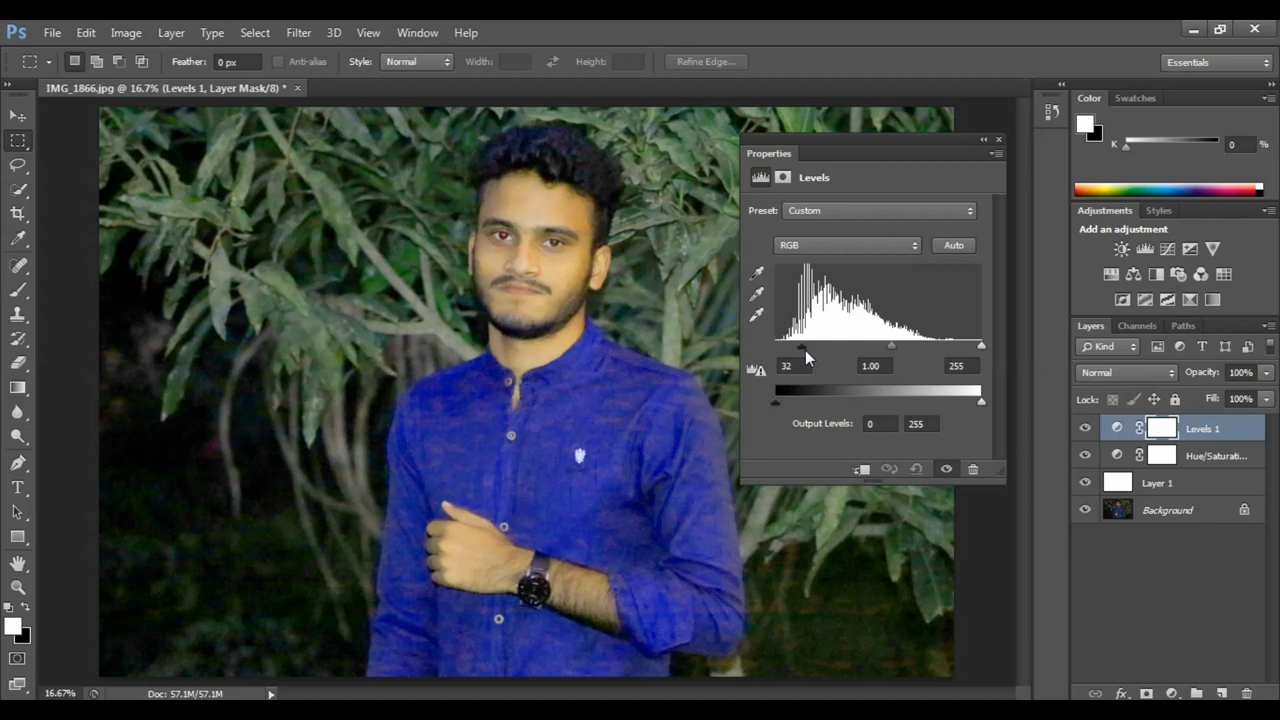 Ps File Edit Image Layer Type Select Filter 3D View Window Help
Feather: 0 px Anti-alias Style: Normal Width: Height: Refine Edge... Essentials
IMG_1866.jpg @ 16.7% (Levels 1, Layer Mask/8) * ×
Color Swatches
K 0 %
Properties
Levels
Preset: Custom
RGB Auto
32 1.00 255
Output Levels: 0 255
Adjustments Styles
Add an adjustment
Layers Channels Paths
Kind
Normal Opacity: 100%
Lock: Fill: 100%
Levels 1
Hue/Saturati...
Layer 1
Background
16.67% Doc: 57.1M/57.1M